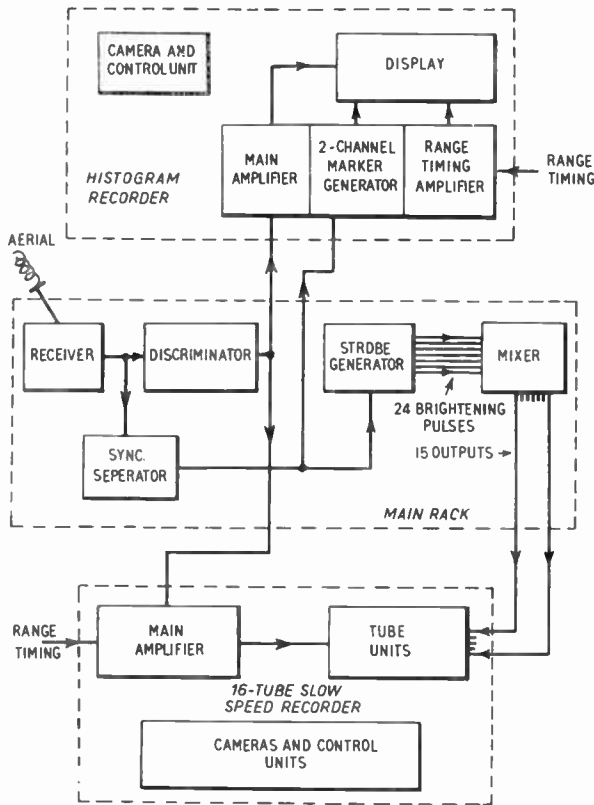 CAMERA AND
CONTROL UNIT
DISPLAY
MAIN
AMPLIFIER
2-CHANNEL
MARKER
GENERATOR
RANGE
TIMING
AMPLIFIER
RANGE
TIMING
HISTOGRAM
RECORDER
AERIAL
RECEIVER
DISCRIMINATOR
STRDBE
GENERATOR
MIXER
24 BRIGHTENING
PULSES
SYNC.
SEPERATOR
15 OUTPUTS
MAIN RACK
RANGE
TIMING
MAIN
AMPLIFIER
TUBE
UNITS
16-TUBE SLOW
SPEED RECORDER
CAMERAS AND CONTROL
UNITS